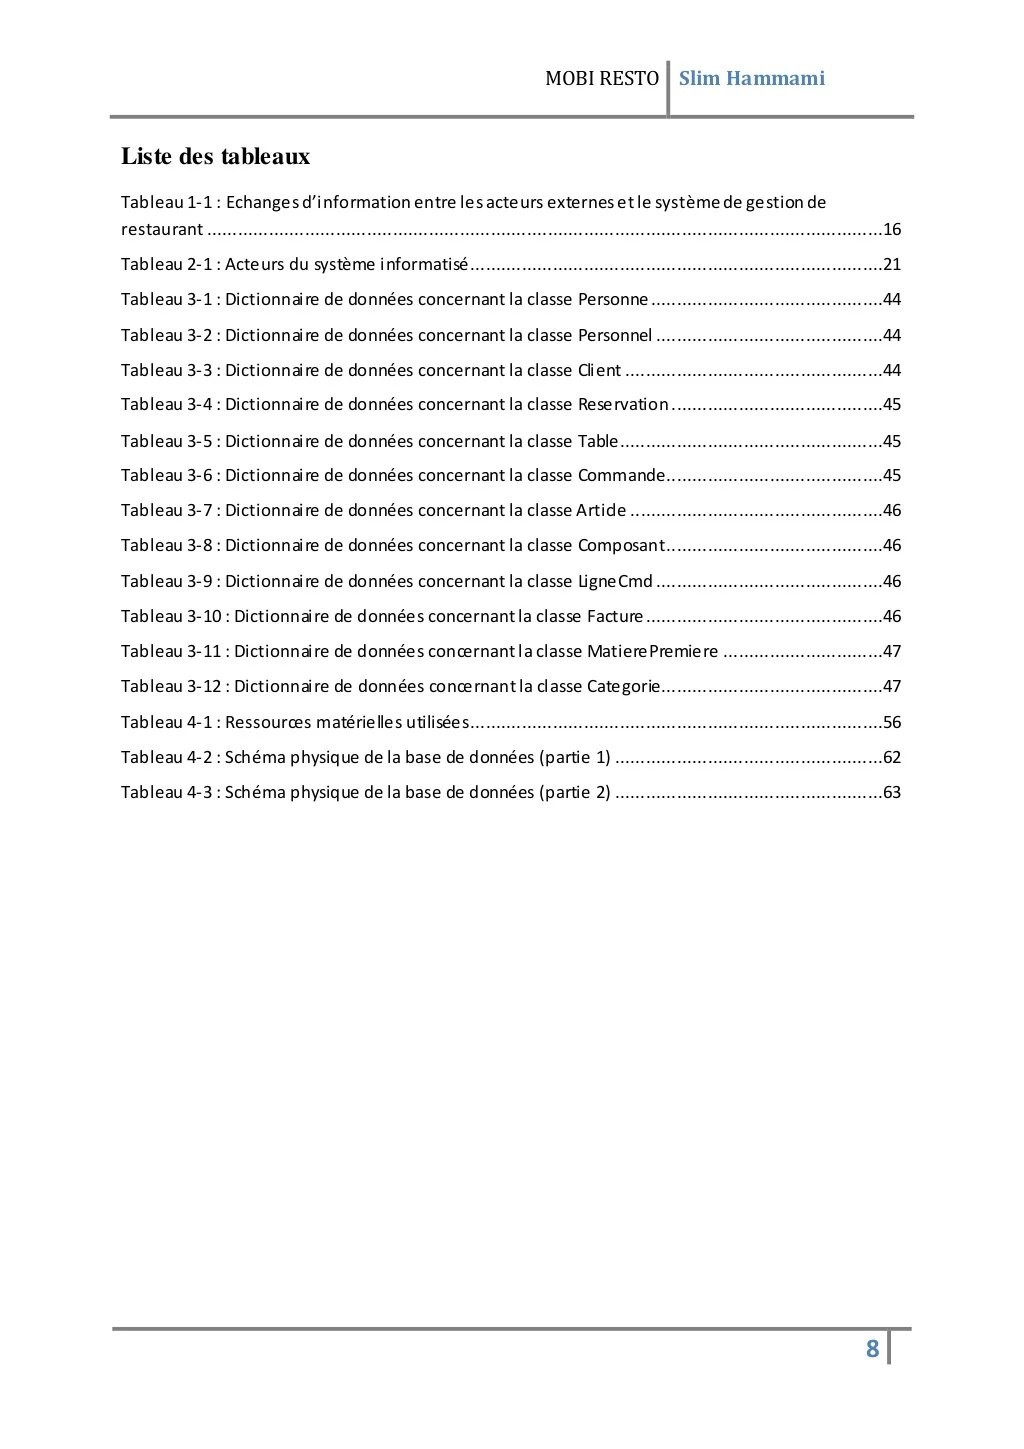 MOBI RESTO Slim Hammami
Liste des tableaux
Tableau 1-1 : Echanges d’information entre les acteurs externes et le système de gestion de
restaurant ....................................................................................................................................16
Tableau 2-1 : Acteurs du système informatisé................................................................................21
Tableau 3-1 : Dictionnaire de données concernant la classe Personne.............................................44
Tableau 3-2 : Dictionnaire de données concernant la classe Personnel ............................................44
Tableau 3-3 : Dictionnaire de données concernant la classe Client ..................................................44
Tableau 3-4 : Dictionnaire de données concernant la classe Reservation.........................................45
Tableau 3-5 : Dictionnaire de données concernant la classe Table...................................................45
Tableau 3-6 : Dictionnaire de données concernant la classe Commande..........................................45
Tableau 3-7 : Dictionnaire de données concernant la classe Article .................................................46
Tableau 3-8 : Dictionnaire de données concernant la classe Composant..........................................46
Tableau 3-9 : Dictionnaire de données concernant la classe LigneCmd ............................................46
Tableau 3-10 : Dictionnaire de données concernant la classe Facture..............................................46
Tableau 3-11 : Dictionnaire de données concernant la classe MatierePremiere ...............................47
Tableau 3-12 : Dictionnaire de données concernant la classe Categorie...........................................47
Tableau 4-1 : Ressources matérielles utilisées................................................................................56
Tableau 4-2 : Schéma physique de la base de données (partie 1) ....................................................62
Tableau 4-3 : Schéma physique de la base de données (partie 2) ....................................................63
8